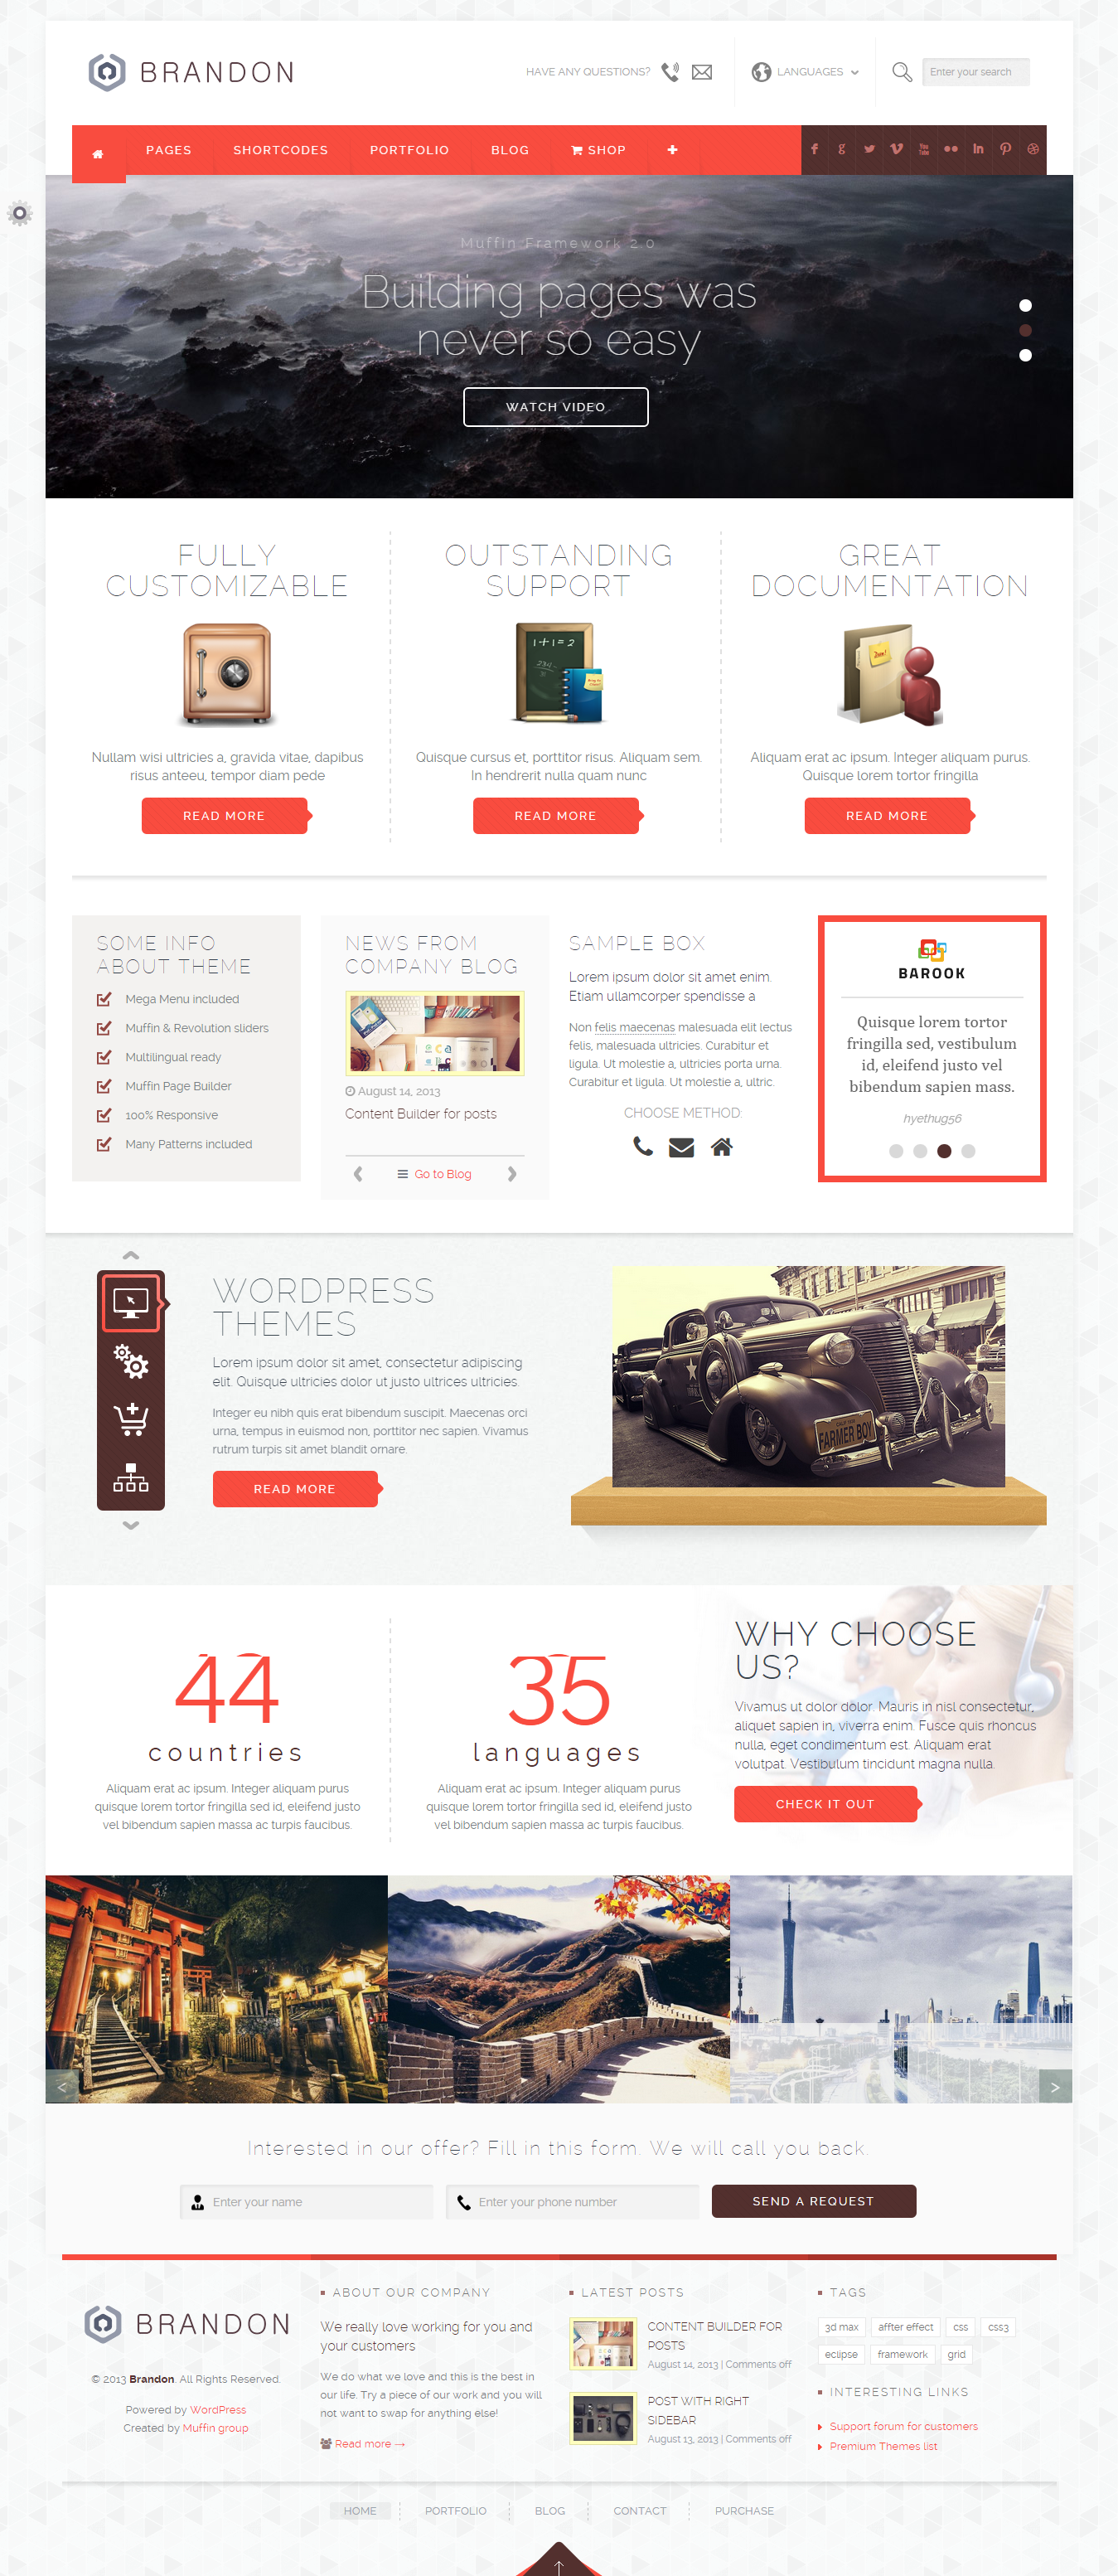 BRANDON
HAVE ANY QUESTIONS?
LANGUAGES
Enter your search
PAGES
SHORTCODES
PORTFOLIO
BLOG
SHOP
Muffin Framework 2.0
Building pages was
never so easy
WATCH VIDEO
FULLY
CUSTOMIZABLE
Nullam wisi ultricies a, gravida vitae, dapibus
risus anteeu, tempor diam pede
READ MORE
OUTSTANDING
SUPPORT
1+1=2
Quisque cursus et, porttitor risus. Aliquam sem.
In hendrerit nulla quam nunc
READ MORE
GREAT
DOCUMENTATION
Aliquam erat ac ipsum. Integer aliquam purus.
Quisque lorem tortor fringilla
READ MORE
SOME INFO
ABOUT THEME
Mega Menu included
Muffin & Revolution sliders
Multilingual ready
Muffin Page Builder
100% Responsive
Many Patterns included
NEWS FROM
COMPANY BLOG
August 14, 2013
Content Builder for posts
Go to Blog
SAMPLE BOX
Lorem ipsum dolor sit amet enim.
Etiam ullamcorper spendisse a
Non felis maecenas malesuada elit lectus
felis, malesuada ultricies. Curabitur et
ligula. Ut molestie a, ultricies porta urna.
Curabitur et ligula. Ut molestie a, ultric.
CHOOSE METHOD:
BAROOK
Quisque lorem tortor
fringilla sed, vestibulum
id, eleifend justo vel
bibendum sapien mass.
hyethug56
WORDPRESS
THEMES
Lorem ipsum dolor sit amet, consectetur adipiscing
elit. Quisque ultricies dolor ut justo ultrices ultricies.
Integer eu nibh quis erat bibendum suscipit. Maecenas orci
urna, tempus in euismod non, porttitor nec sapien. Vivamus
rutrum turpis sit amet blandit ornare.
READ MORE
FARMER BOY
44
countries
Aliquam erat ac ipsum. Integer aliquam purus
quisque lorem tortor fringilla sed id, eleifend justo
vel bibendum sapien massa ac turpis faucibus.
35
languages
Aliquam erat ac ipsum. Integer aliquam purus
quisque lorem tortor fringilla sed id, eleifend justo
vel bibendum sapien massa ac turpis faucibus.
WHY CHOOSE
US?
Vivamus ut dolor dolor. Mauris in nisl consectetur,
aliquet sapien in, viverra enim. Fusce quis rhoncus
nulla, eget condimentum est. Aliquam erat
volutpat. Vestibulum tincidunt magna nulla.
CHECK IT OUT
Interested in our offer? Fill in this form. We will call you back.
Enter your name
Enter your phone number
SEND A REQUEST
BRANDON
© 2013 Brandon. All Rights Reserved.
Powered by WordPress
Created by Muffin group
ABOUT OUR COMPANY
We really love working for you and
your customers
We do what we love and this is the best in
our life. Try a piece of our work and you will
not want to swap for anything else!
Read more →
LATEST POSTS
CONTENT BUILDER FOR
POSTS
August 14, 2013 | Comments off
POST WITH RIGHT
SIDEBAR
August 13, 2013 | Comments off
TAGS
3d max
affter effect
css
css3
eclipse
framework
grid
INTERESTING LINKS
Support forum for customers
Premium Themes list
HOME
PORTFOLIO
BLOG
CONTACT
PURCHASE